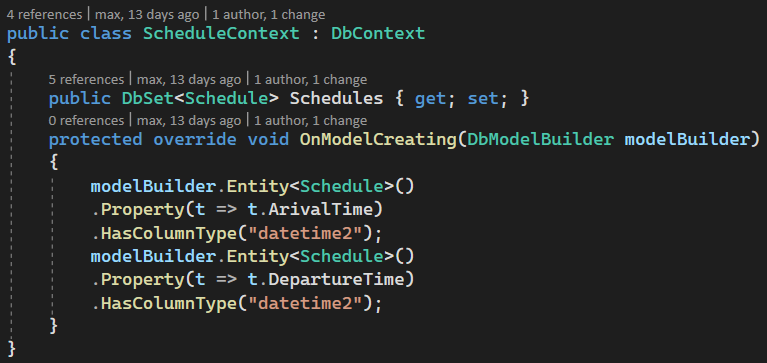 4 references | max, 13 days ago | 1 author, 1 change
public class ScheduleContext : DbContext
{
5 references | max, 13 days ago | 1 author, 1 change
public DbSet<Schedule> Schedules { get; set; }
0 references | max, 13 days ago | 1 author, 1 change
protected override void OnModelCreating(DbModelBuilder modelBuilder)
{
modelBuilder.Entity<Schedule>()
.Property(t => t.ArivalTime)
.HasColumnType("datetime2");
modelBuilder.Entity<Schedule>()
.Property(t => t.DepartureTime)
.HasColumnType("datetime2");
}
}